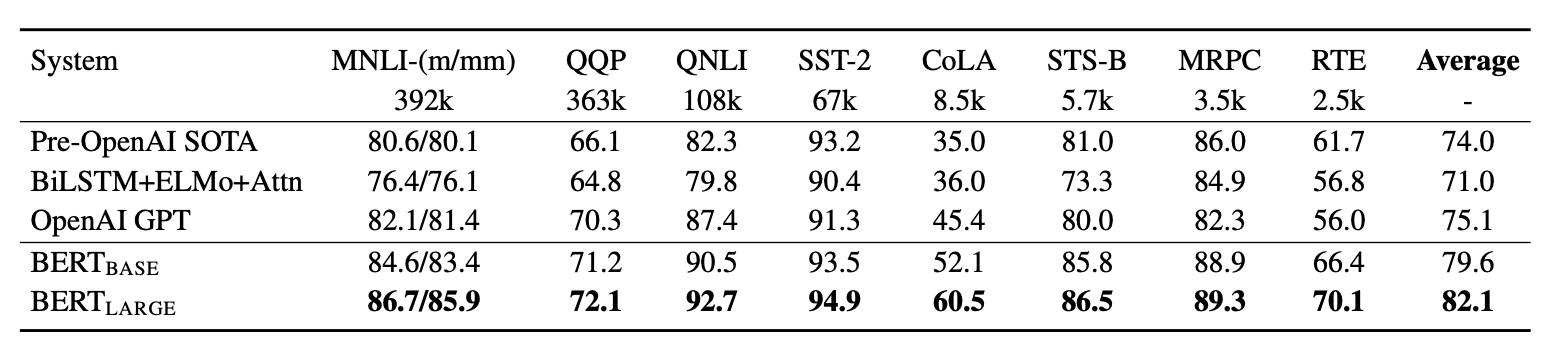 System MNLI-(m/mm) QQP QNLI SST-2 CoLA STS-B MRPC RTE Average
392k 363k 108k 67k 8.5k 5.7k 3.5k 2.5k -
Pre-OpenAI SOTA 80.6/80.1 66.1 82.3 93.2 35.0 81.0 86.0 61.7 74.0
BiLSTM+ELMo+Attn 76.4/76.1 64.8 79.8 90.4 36.0 73.3 84.9 56.8 71.0
OpenAI GPT 82.1/81.4 70.3 87.4 91.3 45.4 80.0 82.3 56.0 75.1
BERTBASE 84.6/83.4 71.2 90.5 93.5 52.1 85.8 88.9 66.4 79.6
BERTLARGE 86.7/85.9 72.1 92.7 94.9 60.5 86.5 89.3 70.1 82.1